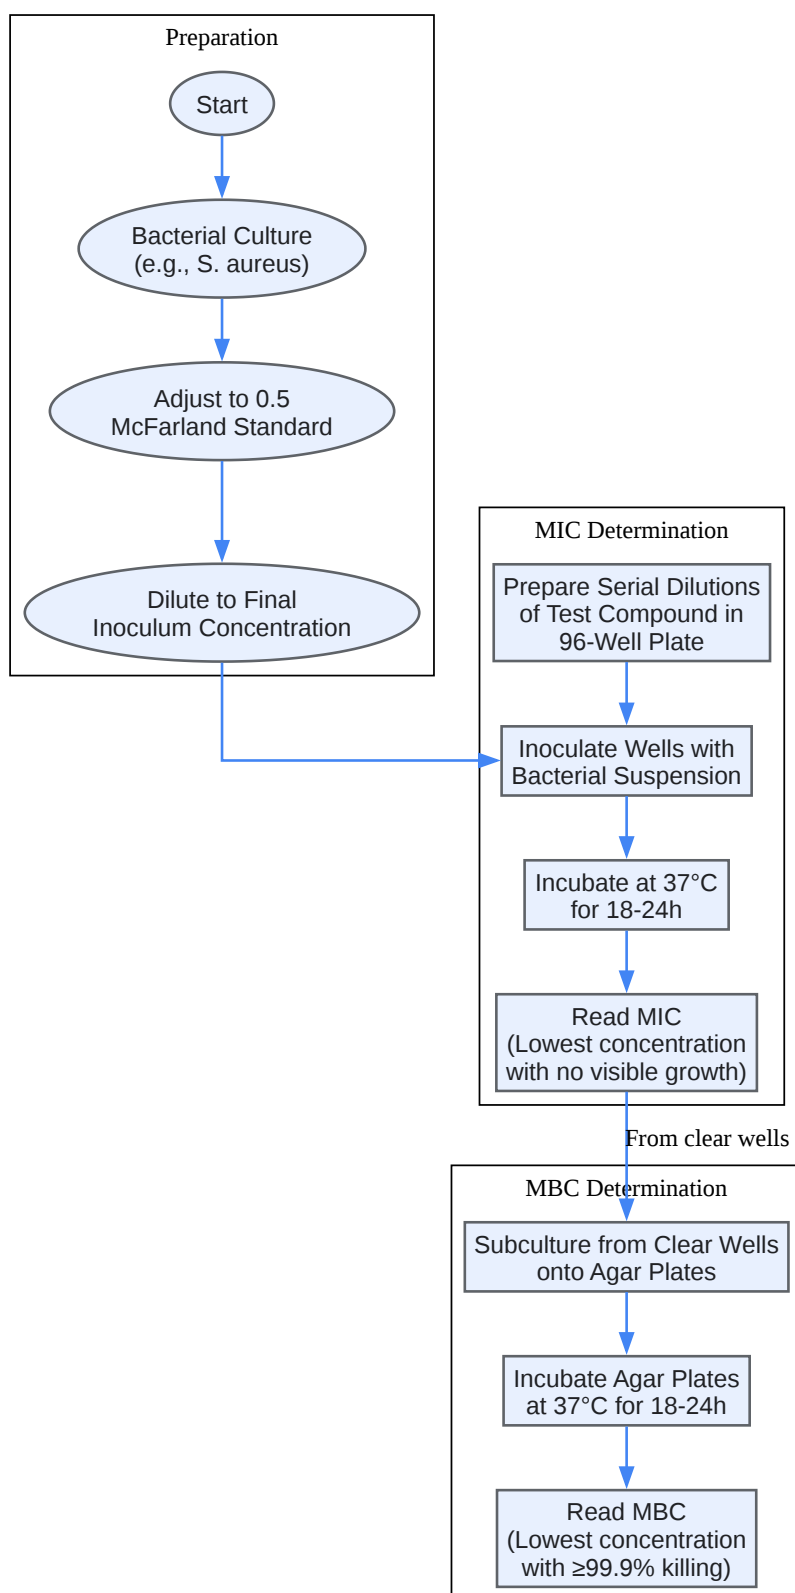 Preparation
Start
Bacterial Culture
(e.g., S. aureus)
Adjust to 0.5
McFarland Standard
Dilute to Final
Inoculum Concentration
MIC Determination
Prepare Serial Dilutions
of Test Compound in
96-Well Plate
Inoculate Wells with
Bacterial Suspension
Incubate at 37°C
for 18-24h
Read MIC
(Lowest concentration
with no visible growth)
From clear wells
MBC Determination
Subculture from Clear Wells
onto Agar Plates
Incubate Agar Plates
at 37°C for 18-24h
Read MBC
(Lowest concentration
with ≥99.9% killing)